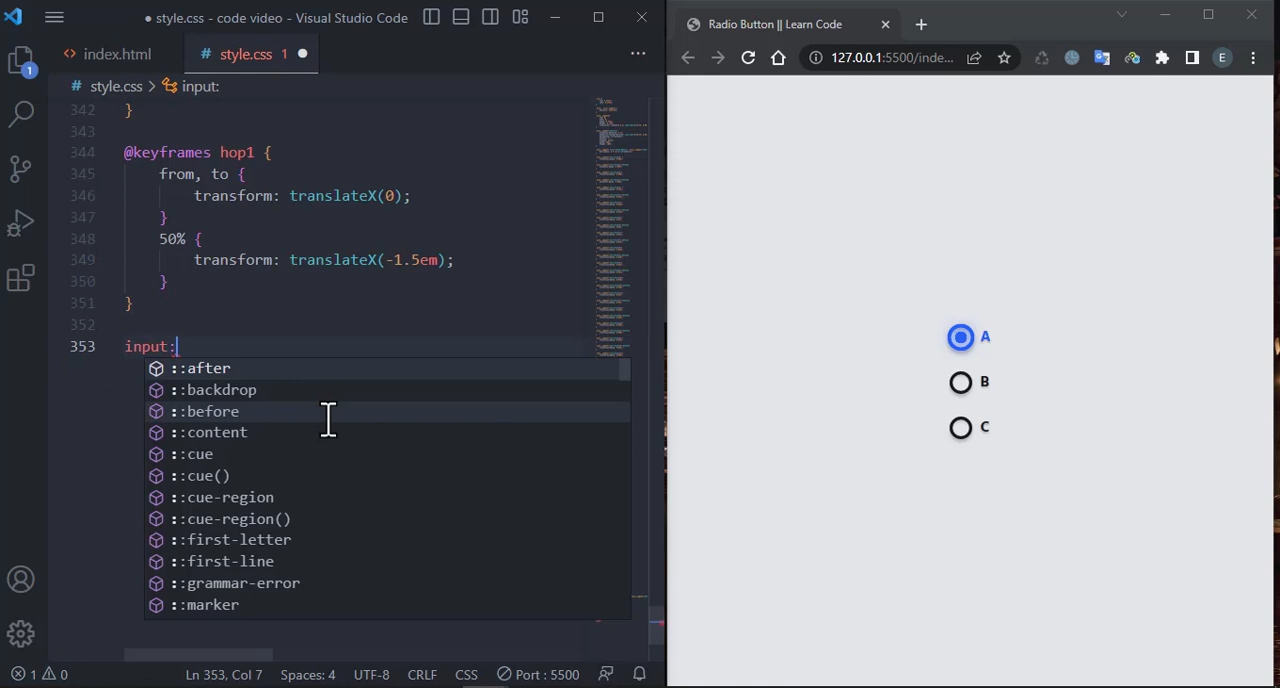 ● style.css - code video - Visual Studio Code
Radio Button || Learn Code
<> index.html
# style.css 1
127.0.0.1:5500/inde...
E
1
# style.css > input:
342 }
343
344 @keyframes hop1 {
345 from, to {
346 transform: translateX(0);
347 }
348 50% {
349 transform: translateX(-1.5em);
350 }
351 }
352
353 input:
::after
::backdrop
::before
::content
::cue
::cue()
::cue-region
::cue-region()
::first-letter
::first-line
::grammar-error
::marker
A
B
C
1 0 Ln 353, Col 7 Spaces: 4 UTF-8 CRLF CSS Port : 5500